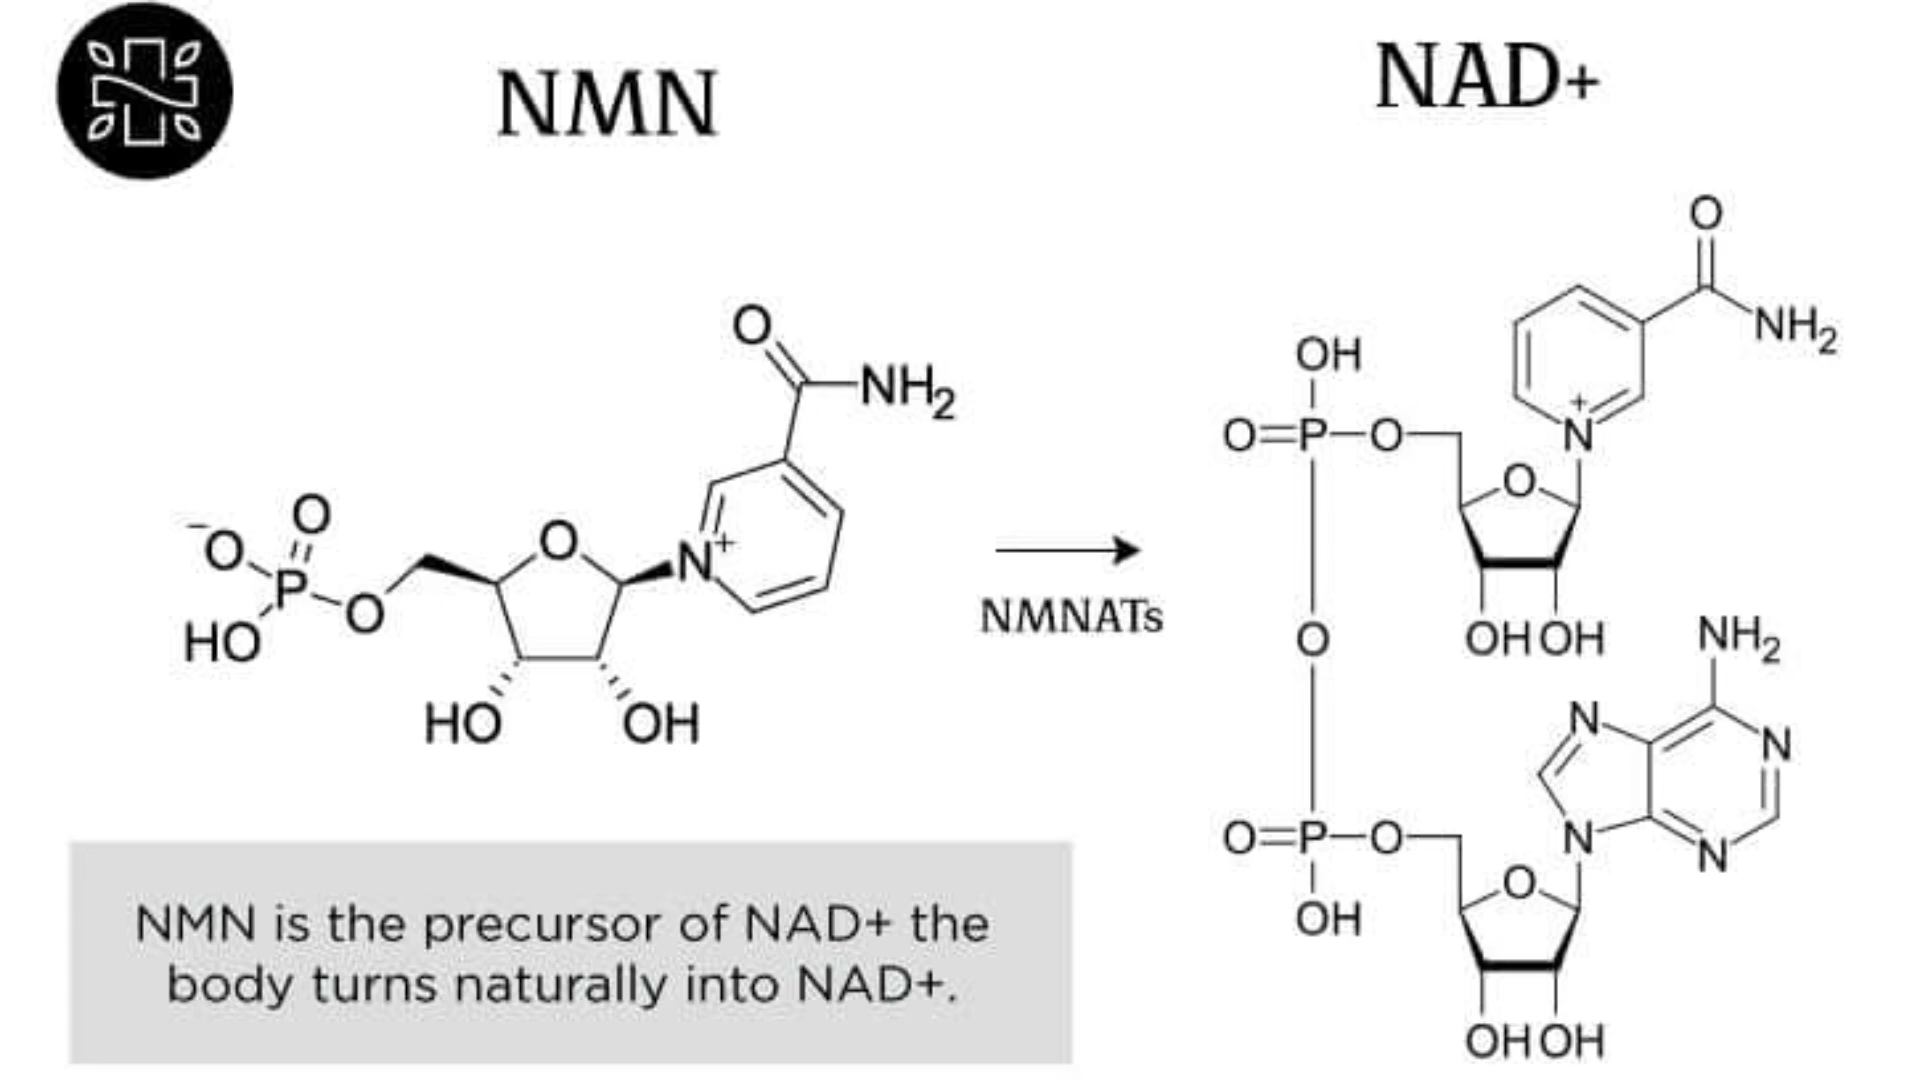 NMN
NAD+
O
NH₂
⁻O
O
P
HO
O
O
N⁺
HO
OH
NMNATs
O
NH₂
OH
O=P-O
⁺
N
O
OH OH
O
NH₂
N
N
N
N
O=P-O
O
OH
OH OH
NMN is the precursor of NAD+ the
body turns naturally into NAD+.